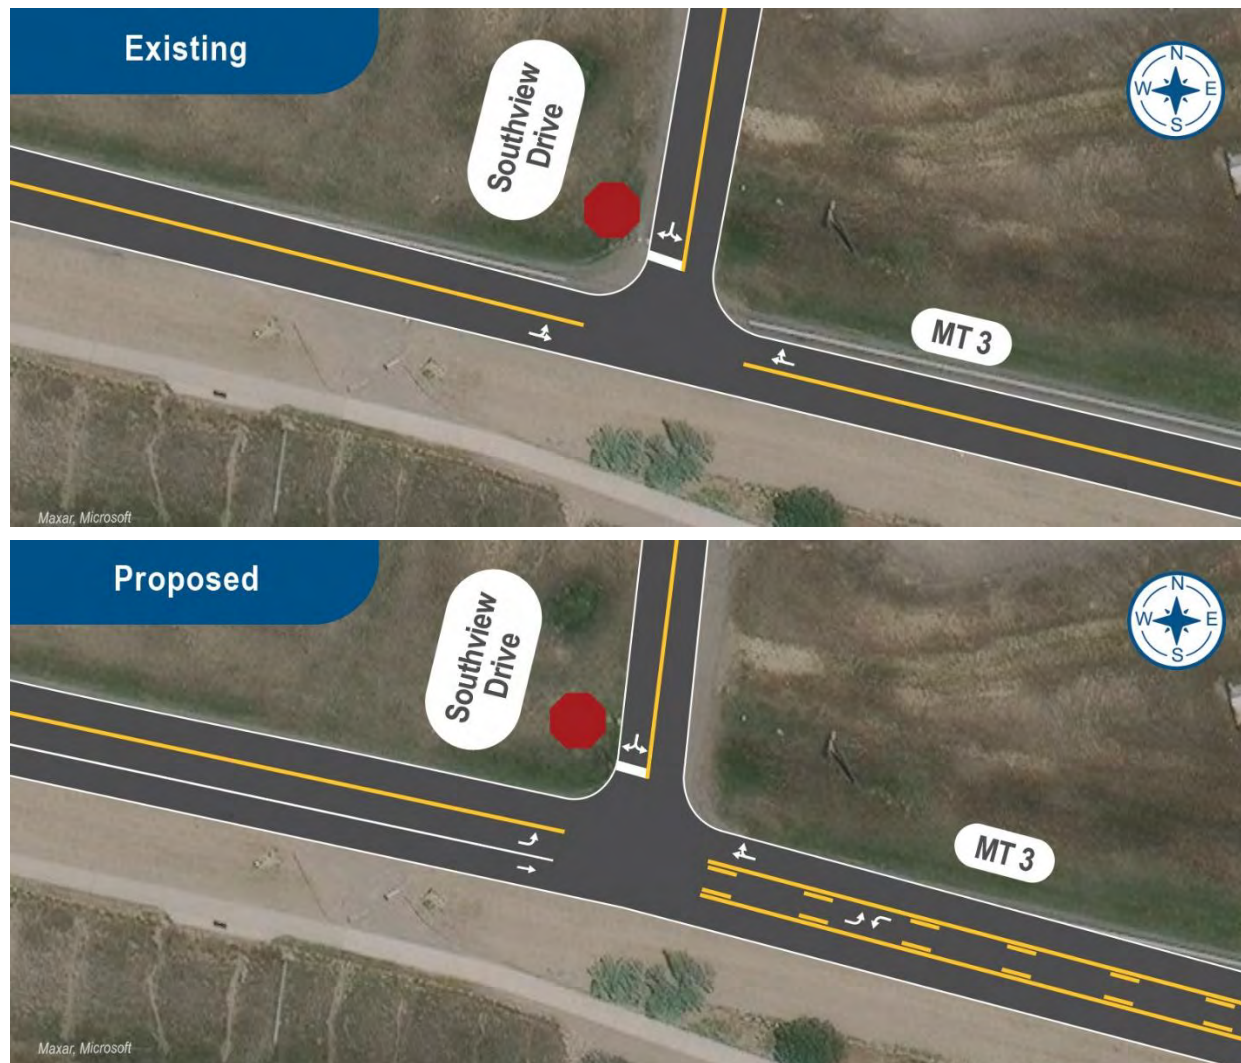 Existing
Southview
Drive
N
W E
S
MT 3
Maxar, Microsoft
Proposed
Southview
Drive
N
W E
S
MT 3
Maxar, Microsoft